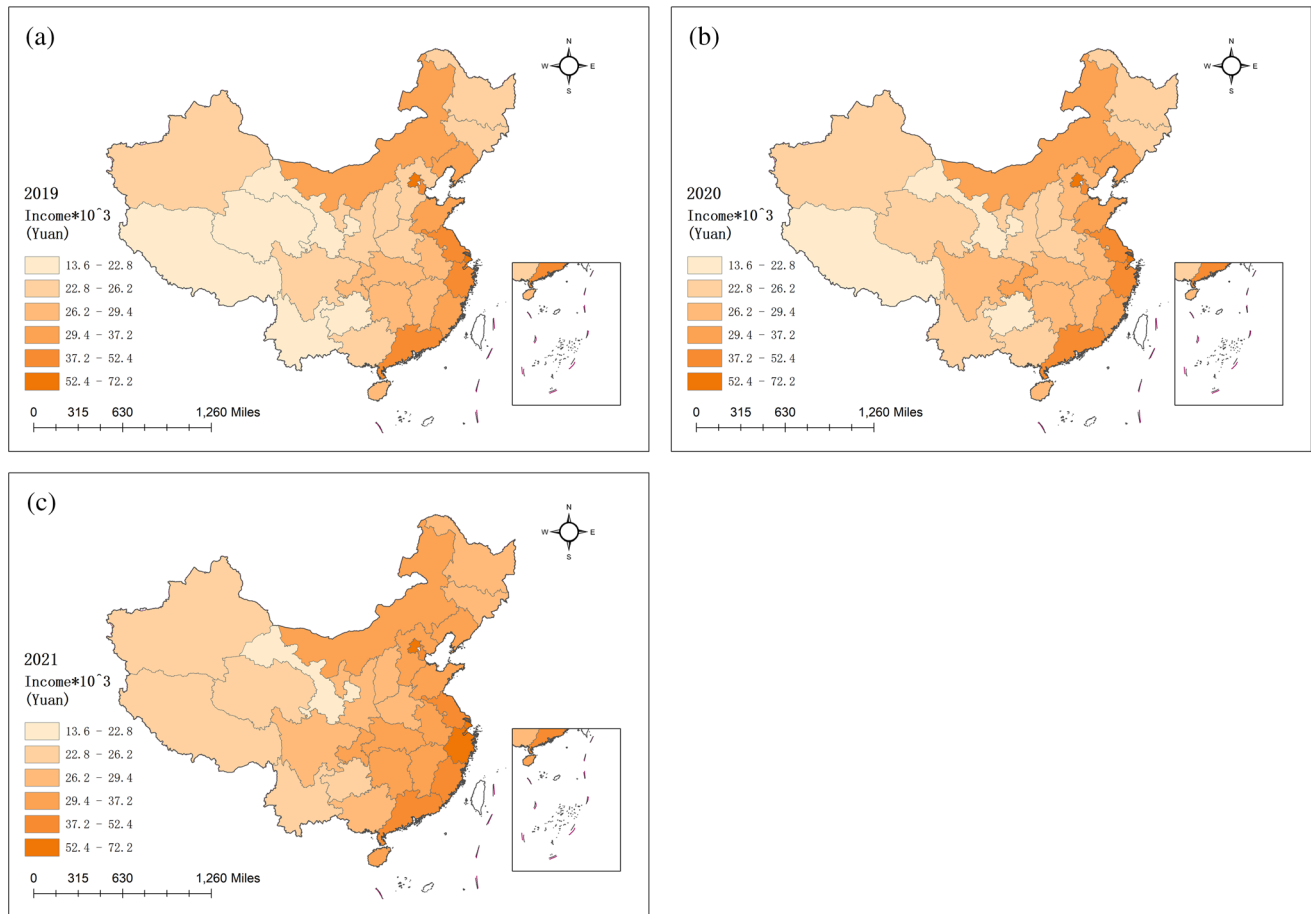 (a)
N
W E
S
2019
Income*10^3
(Yuan)
13.6 - 22.8
22.8 - 26.2
26.2 - 29.4
29.4 - 37.2
37.2 - 52.4
52.4 - 72.2
0 315 630 1,260 Miles
(b)
N
W E
S
2020
Income*10^3
(Yuan)
13.6 - 22.8
22.8 - 26.2
26.2 - 29.4
29.4 - 37.2
37.2 - 52.4
52.4 - 72.2
0 315 630 1,260 Miles
(c)
N
W E
S
2021
Income*10^3
(Yuan)
13.6 - 22.8
22.8 - 26.2
26.2 - 29.4
29.4 - 37.2
37.2 - 52.4
52.4 - 72.2
0 315 630 1,260 Miles